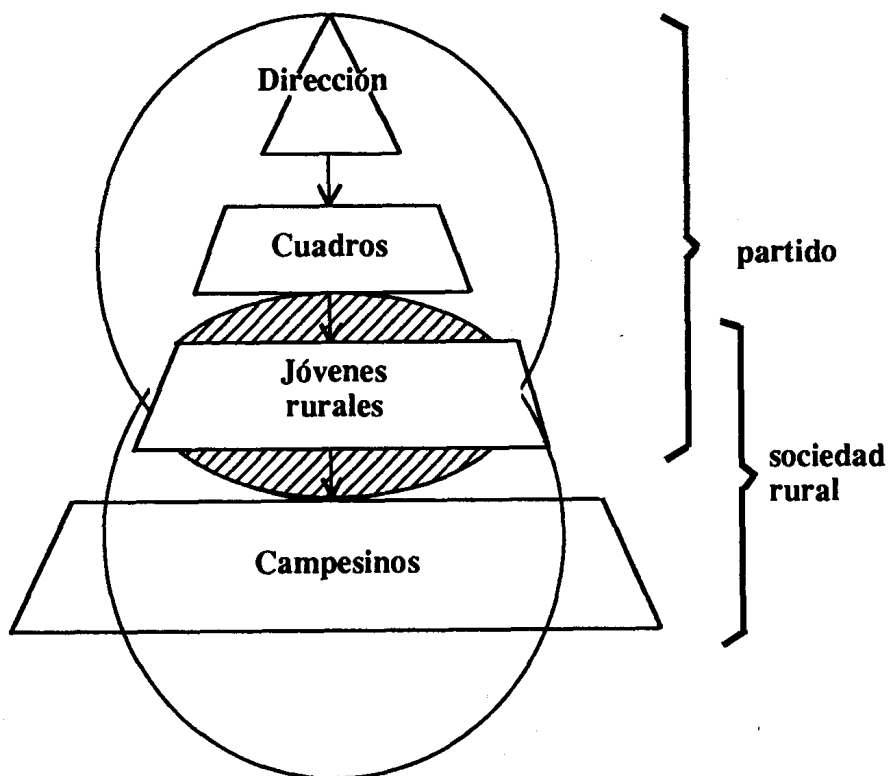 Dirección
Cuadros
partido
Jóvenes
rurales
sociedad
rural
Campesinos